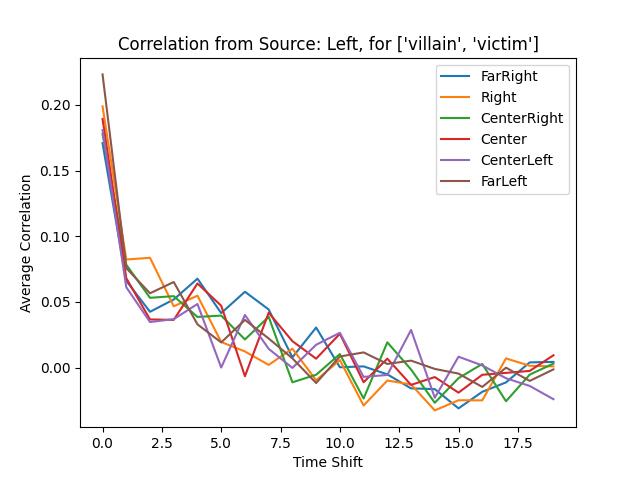 Correlation from Source: Left, for ['villain', 'victim']
FarRight
Right
CenterRight
Center
CenterLeft
FarLeft
Average Correlation
0.20
0.15
0.10
0.05
0.00
0.0 2.5 5.0 7.5 10.0 12.5 15.0 17.5
Time Shift